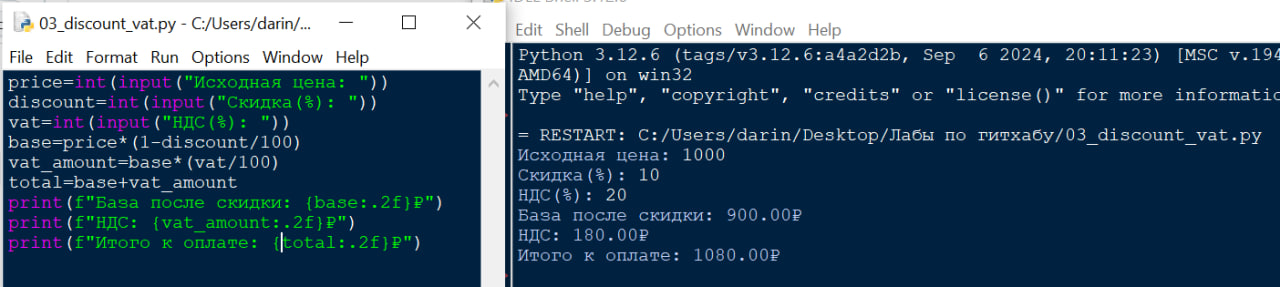 03_discount_vat.py - C:/Users/darin/...
File Edit Format Run Options Window Help
price=int(input("Исходная цена: "))
discount=int(input("Скидка(%): "))
vat=int(input("НДС(%): "))
base=price*(1-discount/100)
vat_amount=base*(vat/100)
total=base+vat_amount
print(f"База после скидки: {base:.2f}₽")
print(f"НДС: {vat_amount:.2f}₽")
print(f"Итого к оплате: {total:.2f}₽")
Edit Shell Debug Options Window Help
Python 3.12.6 (tags/v3.12.6:a4a2d2b, Sep  6 2024, 20:11:23) [MSC v.194
AMD64)] on win32
Type "help", "copyright", "credits" or "license()" for more informatio
= RESTART: C:/Users/darin/Desktop/Лабы по гитхабу/03_discount_vat.py
Исходная цена: 1000
Скидка(%): 10
НДС(%): 20
База после скидки: 900.00₽
НДС: 180.00₽
Итого к оплате: 1080.00₽